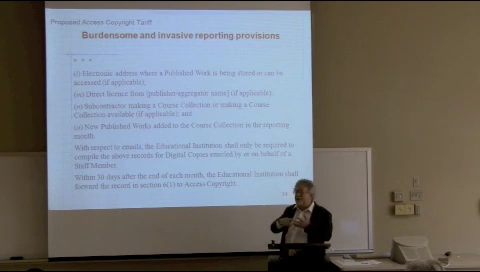 Proposed Access Copyright Tariff
Burdensome and invasive reporting provisions
* * *
(i) Electronic address where a Published Work is being stored or can be
accessed (if applicable);
Direct licence from [publisher/aggregator name] (if applicable);
(x) Subcontractor making a Course Collection or making a Course
Collection available (if applicable); and
(xi) New Published Works added to the Course Collection in the reporting
month.
With respect to emails, the Educational Institution shall only be required to
compile the above records for Digital Copies emailed by or on behalf of a
Staff Member.
Within 30 days after the end of each month, the Educational Institution shall
forward the record in section 6(1) to Access Copyright.